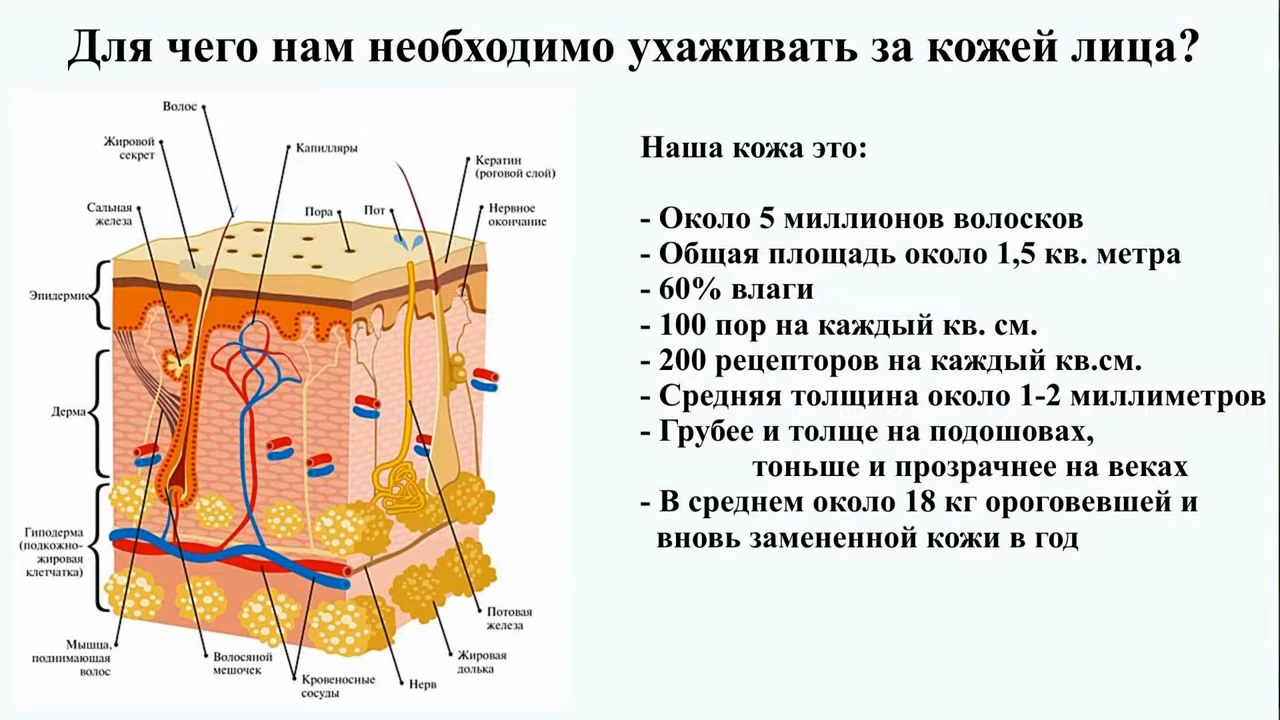 Для чего нам необходимо ухаживать за кожей лица?
Волос
Жировой
секрет
Капилляры
Кератин
(роговой слой)
Сальная
железа
Пора
Пот
Нервное
окончание
Эпидермис
Дерма
Гиподерма
(подкожно-
жировая
клетчатка)
Мышца,
поднимающая
волос
Волосяной
мешочек
Кровеносные
сосуды
Нерв
Жировая
долька
Потовая
железа
Наша кожа это:
- Около 5 миллионов волосков
- Общая площадь около 1,5 кв. метра
- 60% влаги
- 100 пор на каждый кв. см.
- 200 рецепторов на каждый кв.см.
- Средняя толщина около 1-2 миллиметров
- Грубее и толще на подошовах,
тоньше и прозрачнее на веках
- В среднем около 18 кг ороговевшей и
вновь замененной кожи в год